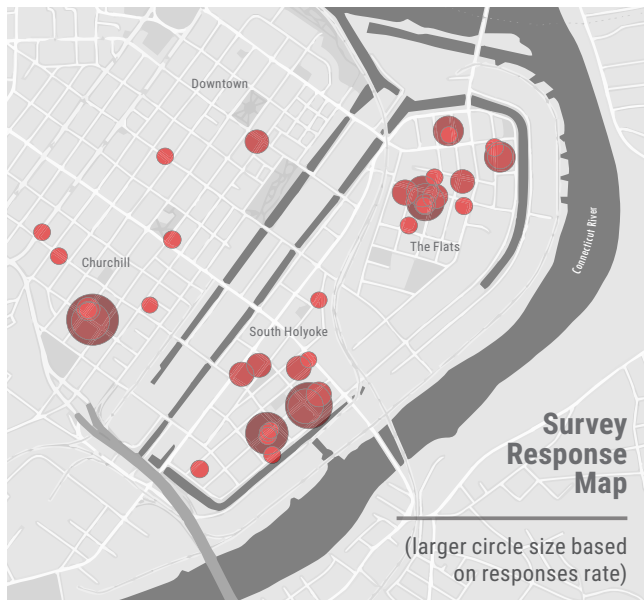 Downtown
The Flats
Connecticut River
Churchill
South Holyoke
Survey
Response
Map
(larger circle size based
on responses rate)